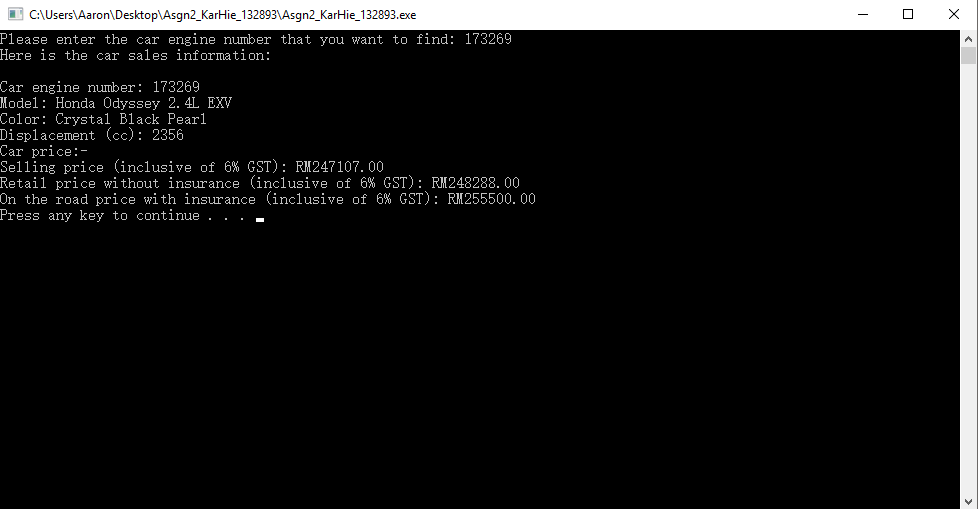 C:\Users\Aaron\Desktop\Asgn2_KarHie_132893\Asgn2_KarHie_132893.exe
Please enter the car engine number that you want to find: 173269
Here is the car sales information:
Car engine number: 173269
Model: Honda Odyssey 2.4L EXV
Color: Crystal Black Pearl
Displacement (cc): 2356
Car price:-
Selling price (inclusive of 6% GST): RM247107.00
Retail price without insurance (inclusive of 6% GST): RM248288.00
On the road price with insurance (inclusive of 6% GST): RM255500.00
Press any key to continue . . .